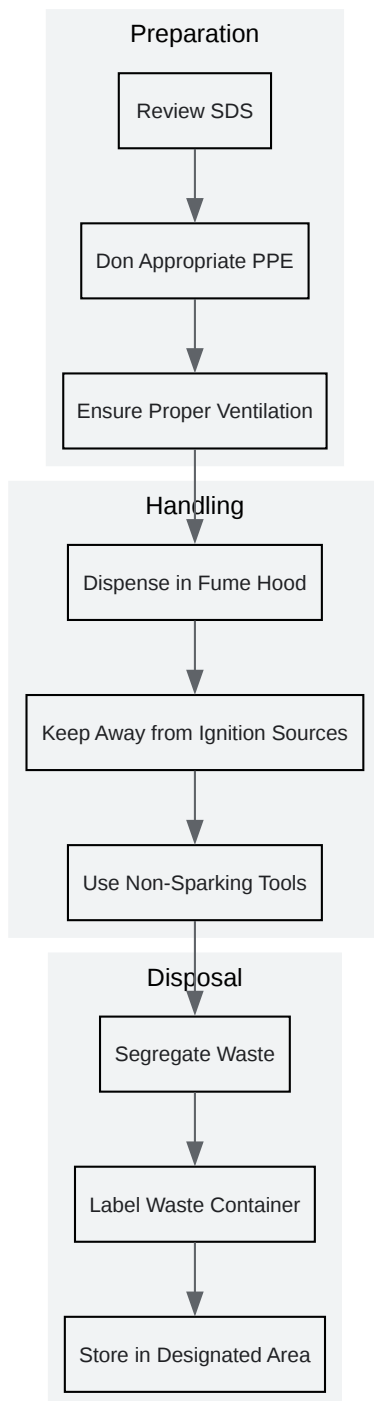 Preparation
Review SDS
Don Appropriate PPE
Ensure Proper Ventilation
Handling
Dispense in Fume Hood
Keep Away from Ignition Sources
Use Non-Sparking Tools
Disposal
Segregate Waste
Label Waste Container
Store in Designated Area